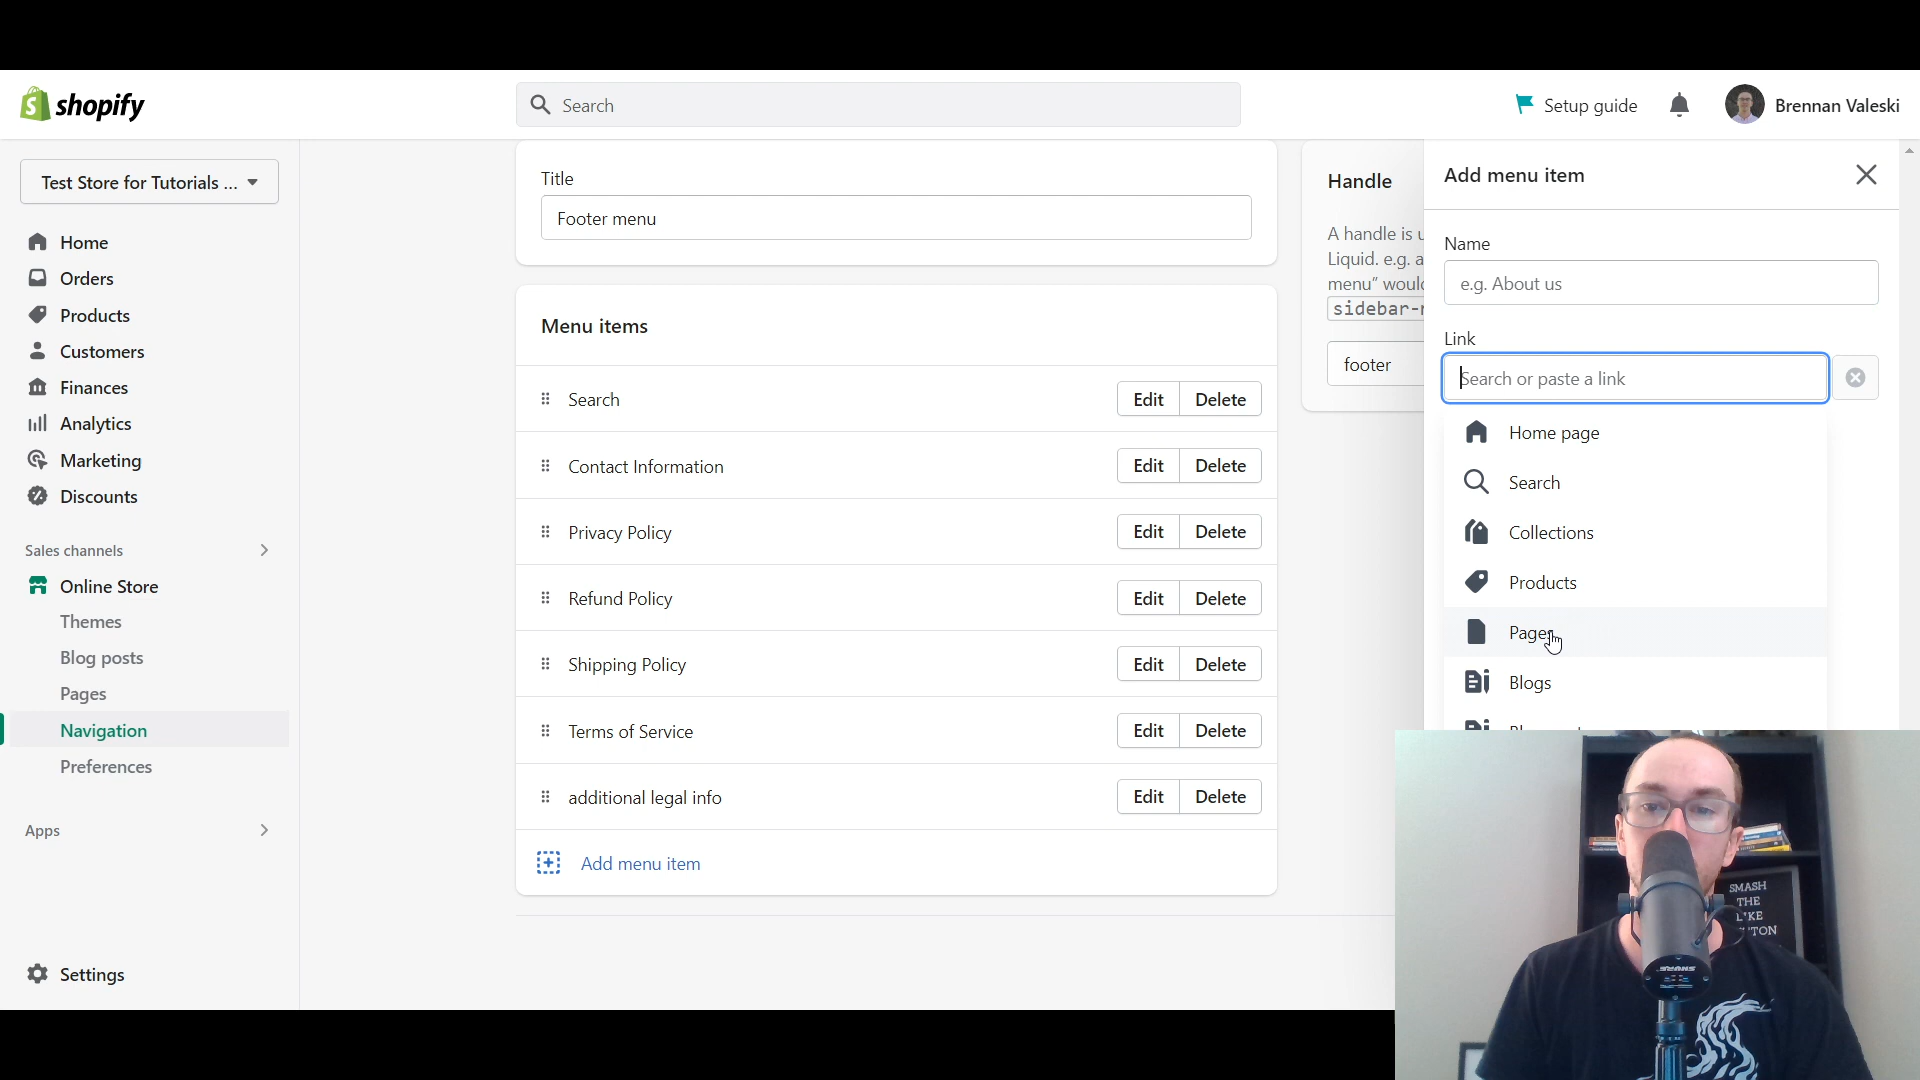 shopify
Search
Setup guide
Brennan Valeski
Test Store for Tutorials ...
Home
Orders
Products
Customers
Finances
Analytics
Marketing
Discounts
Sales channels
Online Store
Themes
Blog posts
Pages
Navigation
Preferences
Apps
Settings
Title
Footer menu
Menu items
Search
Edit
Delete
Contact Information
Edit
Delete
Privacy Policy
Edit
Delete
Refund Policy
Edit
Delete
Shipping Policy
Edit
Delete
Terms of Service
Edit
Delete
additional legal info
Edit
Delete
Add menu item
Handle
A handle is u
Liquid. e.g. a
menu” would
sidebar-
footer
Add menu item
Name
e.g. About us
Link
Search or paste a link
Home page
Search
Collections
Products
Pages
Blogs
SMASH
THE
SHURE